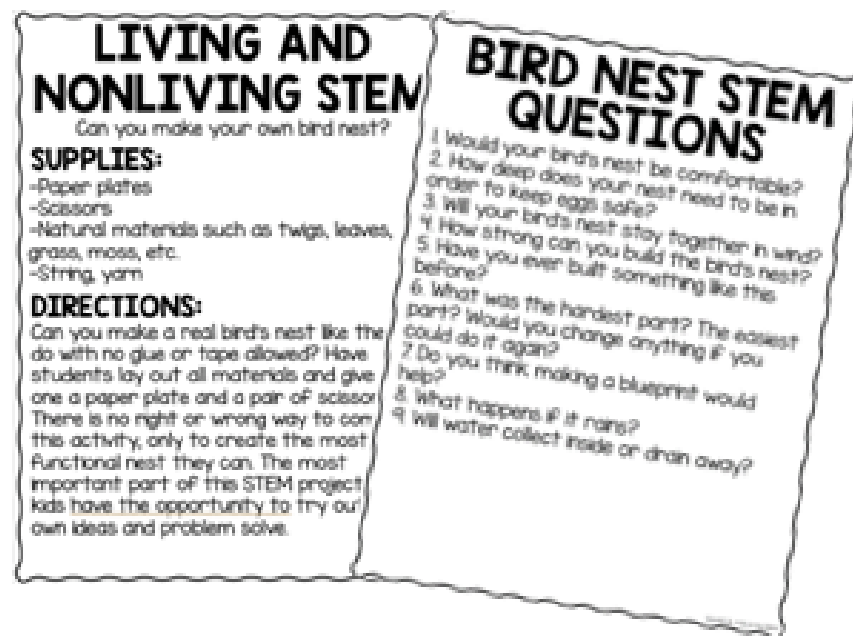 LIVING AND
NONLIVING STEM
Can you make your own bird nest?
SUPPLIES:
-Paper plates
-Scissors
-Natural materials such as twigs, leaves,
grass, moss, etc.
-String, yarn
DIRECTIONS:
Can you make a real bird's nest like the
do with no glue or tape allowed? Have
students lay out all materials and give
one a paper plate and a pair of scissor
There is no right or wrong way to com
this activity, only to create the most
functional nest they can. The most
important part of this STEM project
kids have the opportunity to try ou
own ideas and problem solve.
BIRD NEST STEM
QUESTIONS
1. Would your bird's nest be comfortable?
2. How deep does your nest need to be in
order to keep eggs safe?
3. Will your bird's nest stay together in wind?
4. How strong can you build the bird's nest?
5. Have you ever built something like this
before?
6. What was the hardest part? The easiest
part? Would you change anything if you
could do it again?
7. Do you think making a blueprint would
help?
8. What happens if it rains?
9. Will water collect inside or drain away?